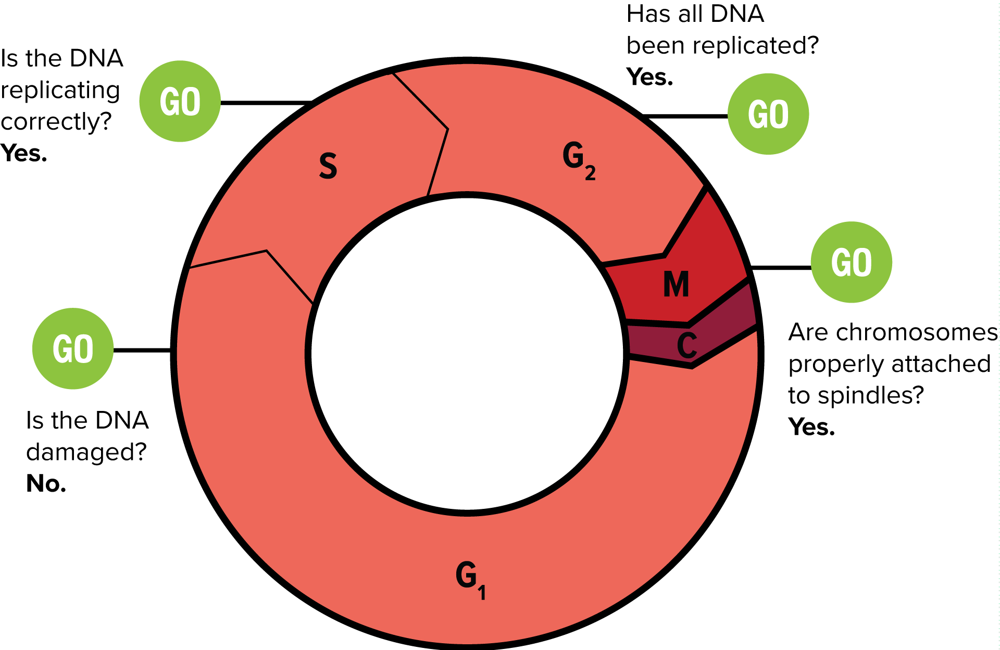 Has all DNA
been replicated?
Yes.
GO
Is the DNA
replicating
correctly?
Yes.
GO
S
G2
M
C
GO
Are chromosomes
properly attached
to spindles?
Yes.
GO
Is the DNA
damaged?
No.
G1